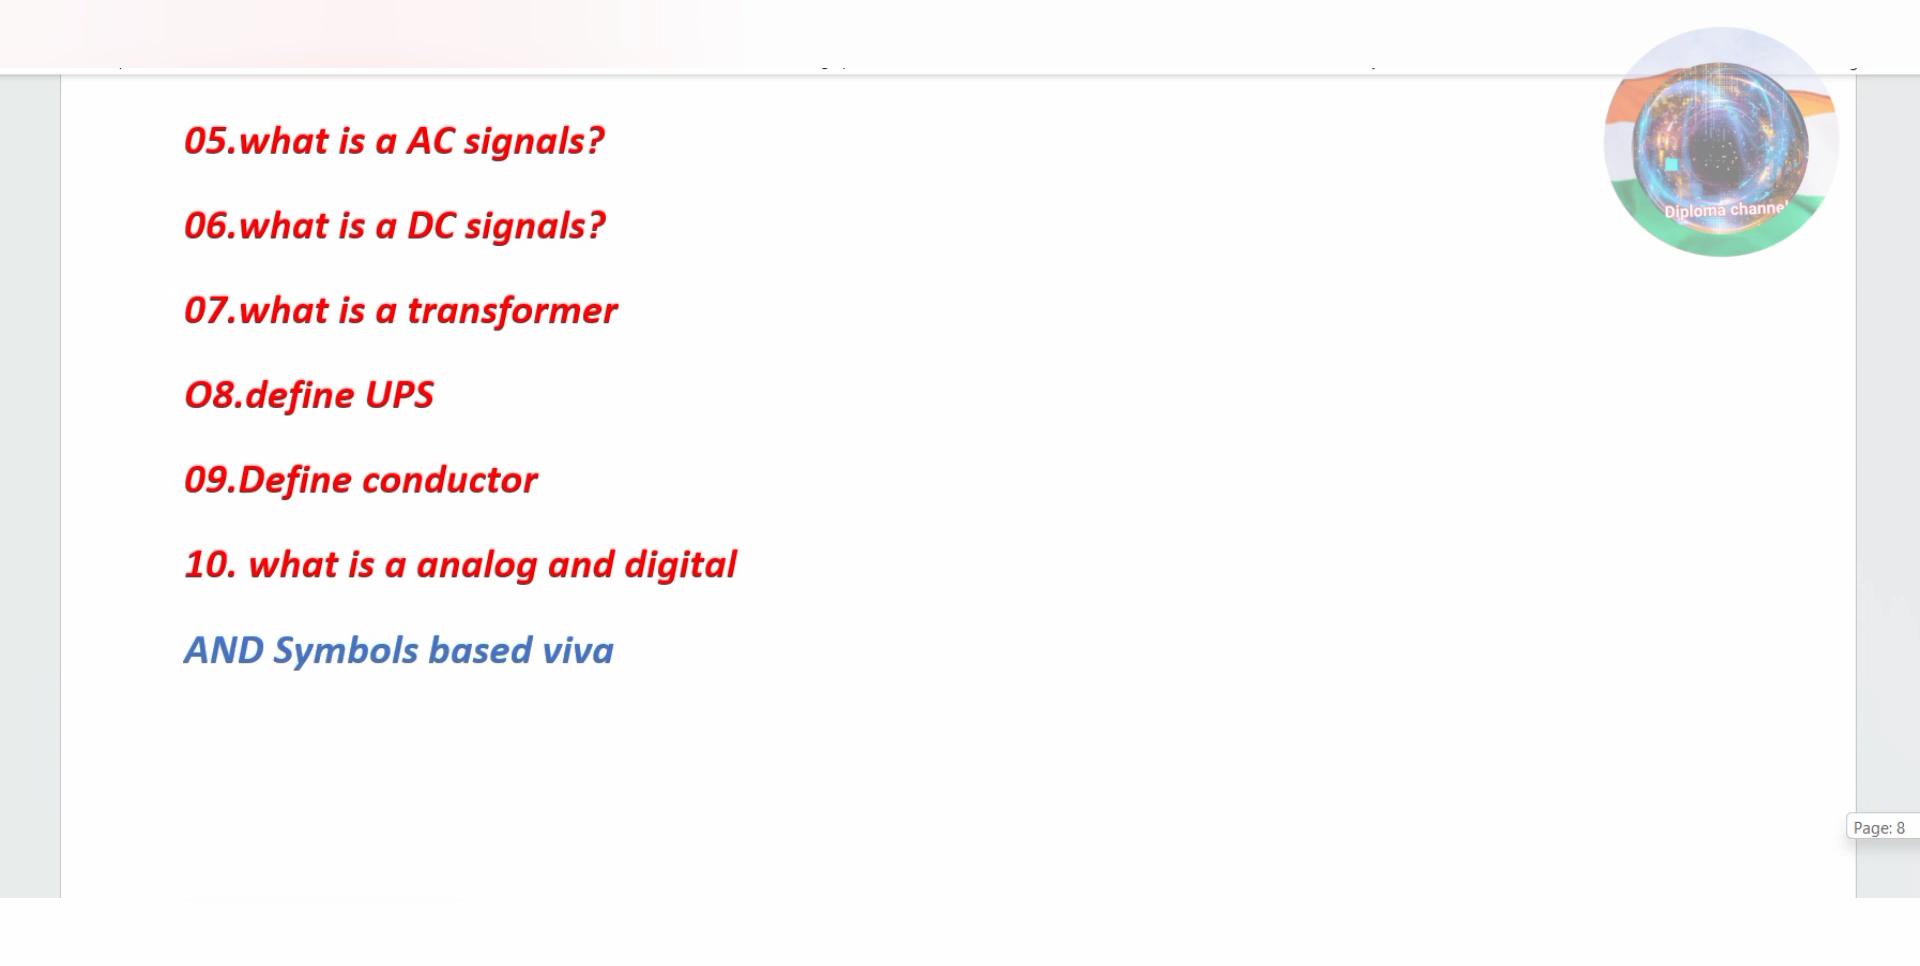 Diploma channel
05.what is a AC signals?
06.what is a DC signals?
07.what is a transformer
O8.define UPS
09.Define conductor
10. what is a analog and digital
AND Symbols based viva
Page: 8